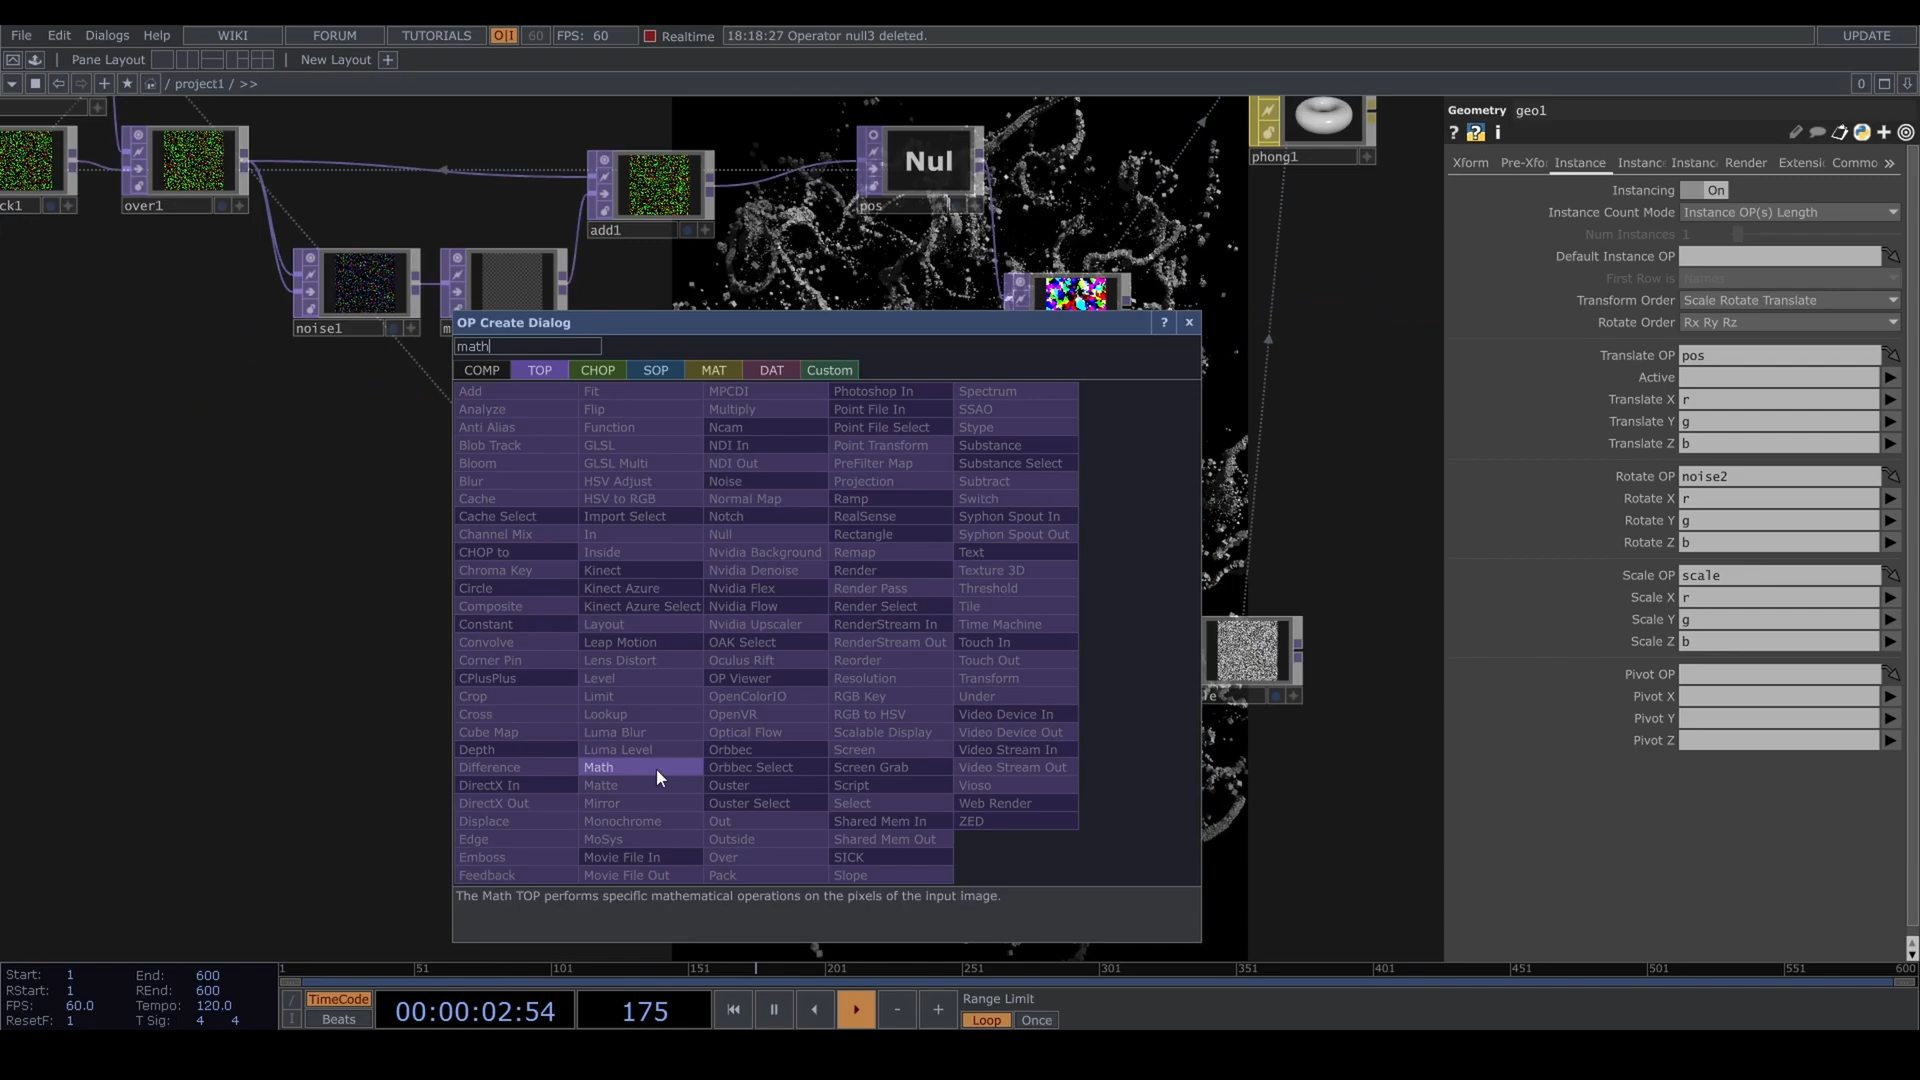 File Edit Dialogs Help WIKI FORUM TUTORIALS O|I 60 FPS: 60 Realtime 18:18:27 Operator null3 deleted. UPDATE
Pane Layout New Layout +
/ project1 / >> 0
Geometry geo1
? ? i
Xform Pre-Xfo Instance Instanc Instanc Render Extensi Commo »
Instancing On
Instance Count Mode Instance OP(s) Length
Num Instances 1
Default Instance OP
First Row is Names
Transform Order Scale Rotate Translate
Rotate Order Rx Ry Rz
Translate OP pos
Active
Translate X r
Translate Y g
Translate Z b
Rotate OP noise2
Rotate X r
Rotate Y g
Rotate Z b
Scale OP scale
Scale X r
Scale Y g
Scale Z b
Pivot OP
Pivot X
Pivot Y
Pivot Z
phong1
Nul
ck1 over1 pos
add1
noise1 m
OP Create Dialog ? x
math
COMP TOP CHOP SOP MAT DAT Custom
Add Fit MPCDI Photoshop In Spectrum
Analyze Flip Multiply Point File In SSAO
Anti Alias Function Ncam Point File Select Stype
Blob Track GLSL NDI In Point Transform Substance
Bloom GLSL Multi NDI Out PreFilter Map Substance Select
Blur HSV Adjust Noise Projection Subtract
Cache HSV to RGB Normal Map Ramp Switch
Cache Select Import Select Notch RealSense Syphon Spout In
Channel Mix In Null Rectangle Syphon Spout Out
CHOP to Inside Nvidia Background Remap Text
Chroma Key Kinect Nvidia Denoise Render Texture 3D
Circle Kinect Azure Nvidia Flex Render Pass Threshold
Composite Kinect Azure Select Nvidia Flow Render Select Tile
Constant Layout Nvidia Upscaler RenderStream In Time Machine
Convolve Leap Motion OAK Select RenderStream Out Touch In
Corner Pin Lens Distort Oculus Rift Reorder Touch Out
CPlusPlus Level OP Viewer Resolution Transform
Crop Limit OpenColorIO RGB Key Under
Cross Lookup OpenVR RGB to HSV Video Device In
Cube Map Luma Blur Optical Flow Scalable Display Video Device Out
Depth Luma Level Orbbec Screen Video Stream In
Difference Math Orbbec Select Screen Grab Video Stream Out
DirectX In Matte Ouster Script Vioso
DirectX Out Mirror Ouster Select Select Web Render
Displace Monochrome Out Shared Mem In ZED
Edge MoSys Outside Shared Mem Out
Emboss Movie File In Over SICK
Feedback Movie File Out Pack Slope
The Math TOP performs specific mathematical operations on the pixels of the input image.
Start: 1 End: 600
RStart: 1 REnd: 600
FPS: 60.0 Tempo: 120.0
ResetF: 1 T Sig: 4 4
1 51 101 151 201 251 301 351 401 451 501 551 600
TimeCode
Beats
00:00:02:54 175
- +
Range Limit
Loop Once